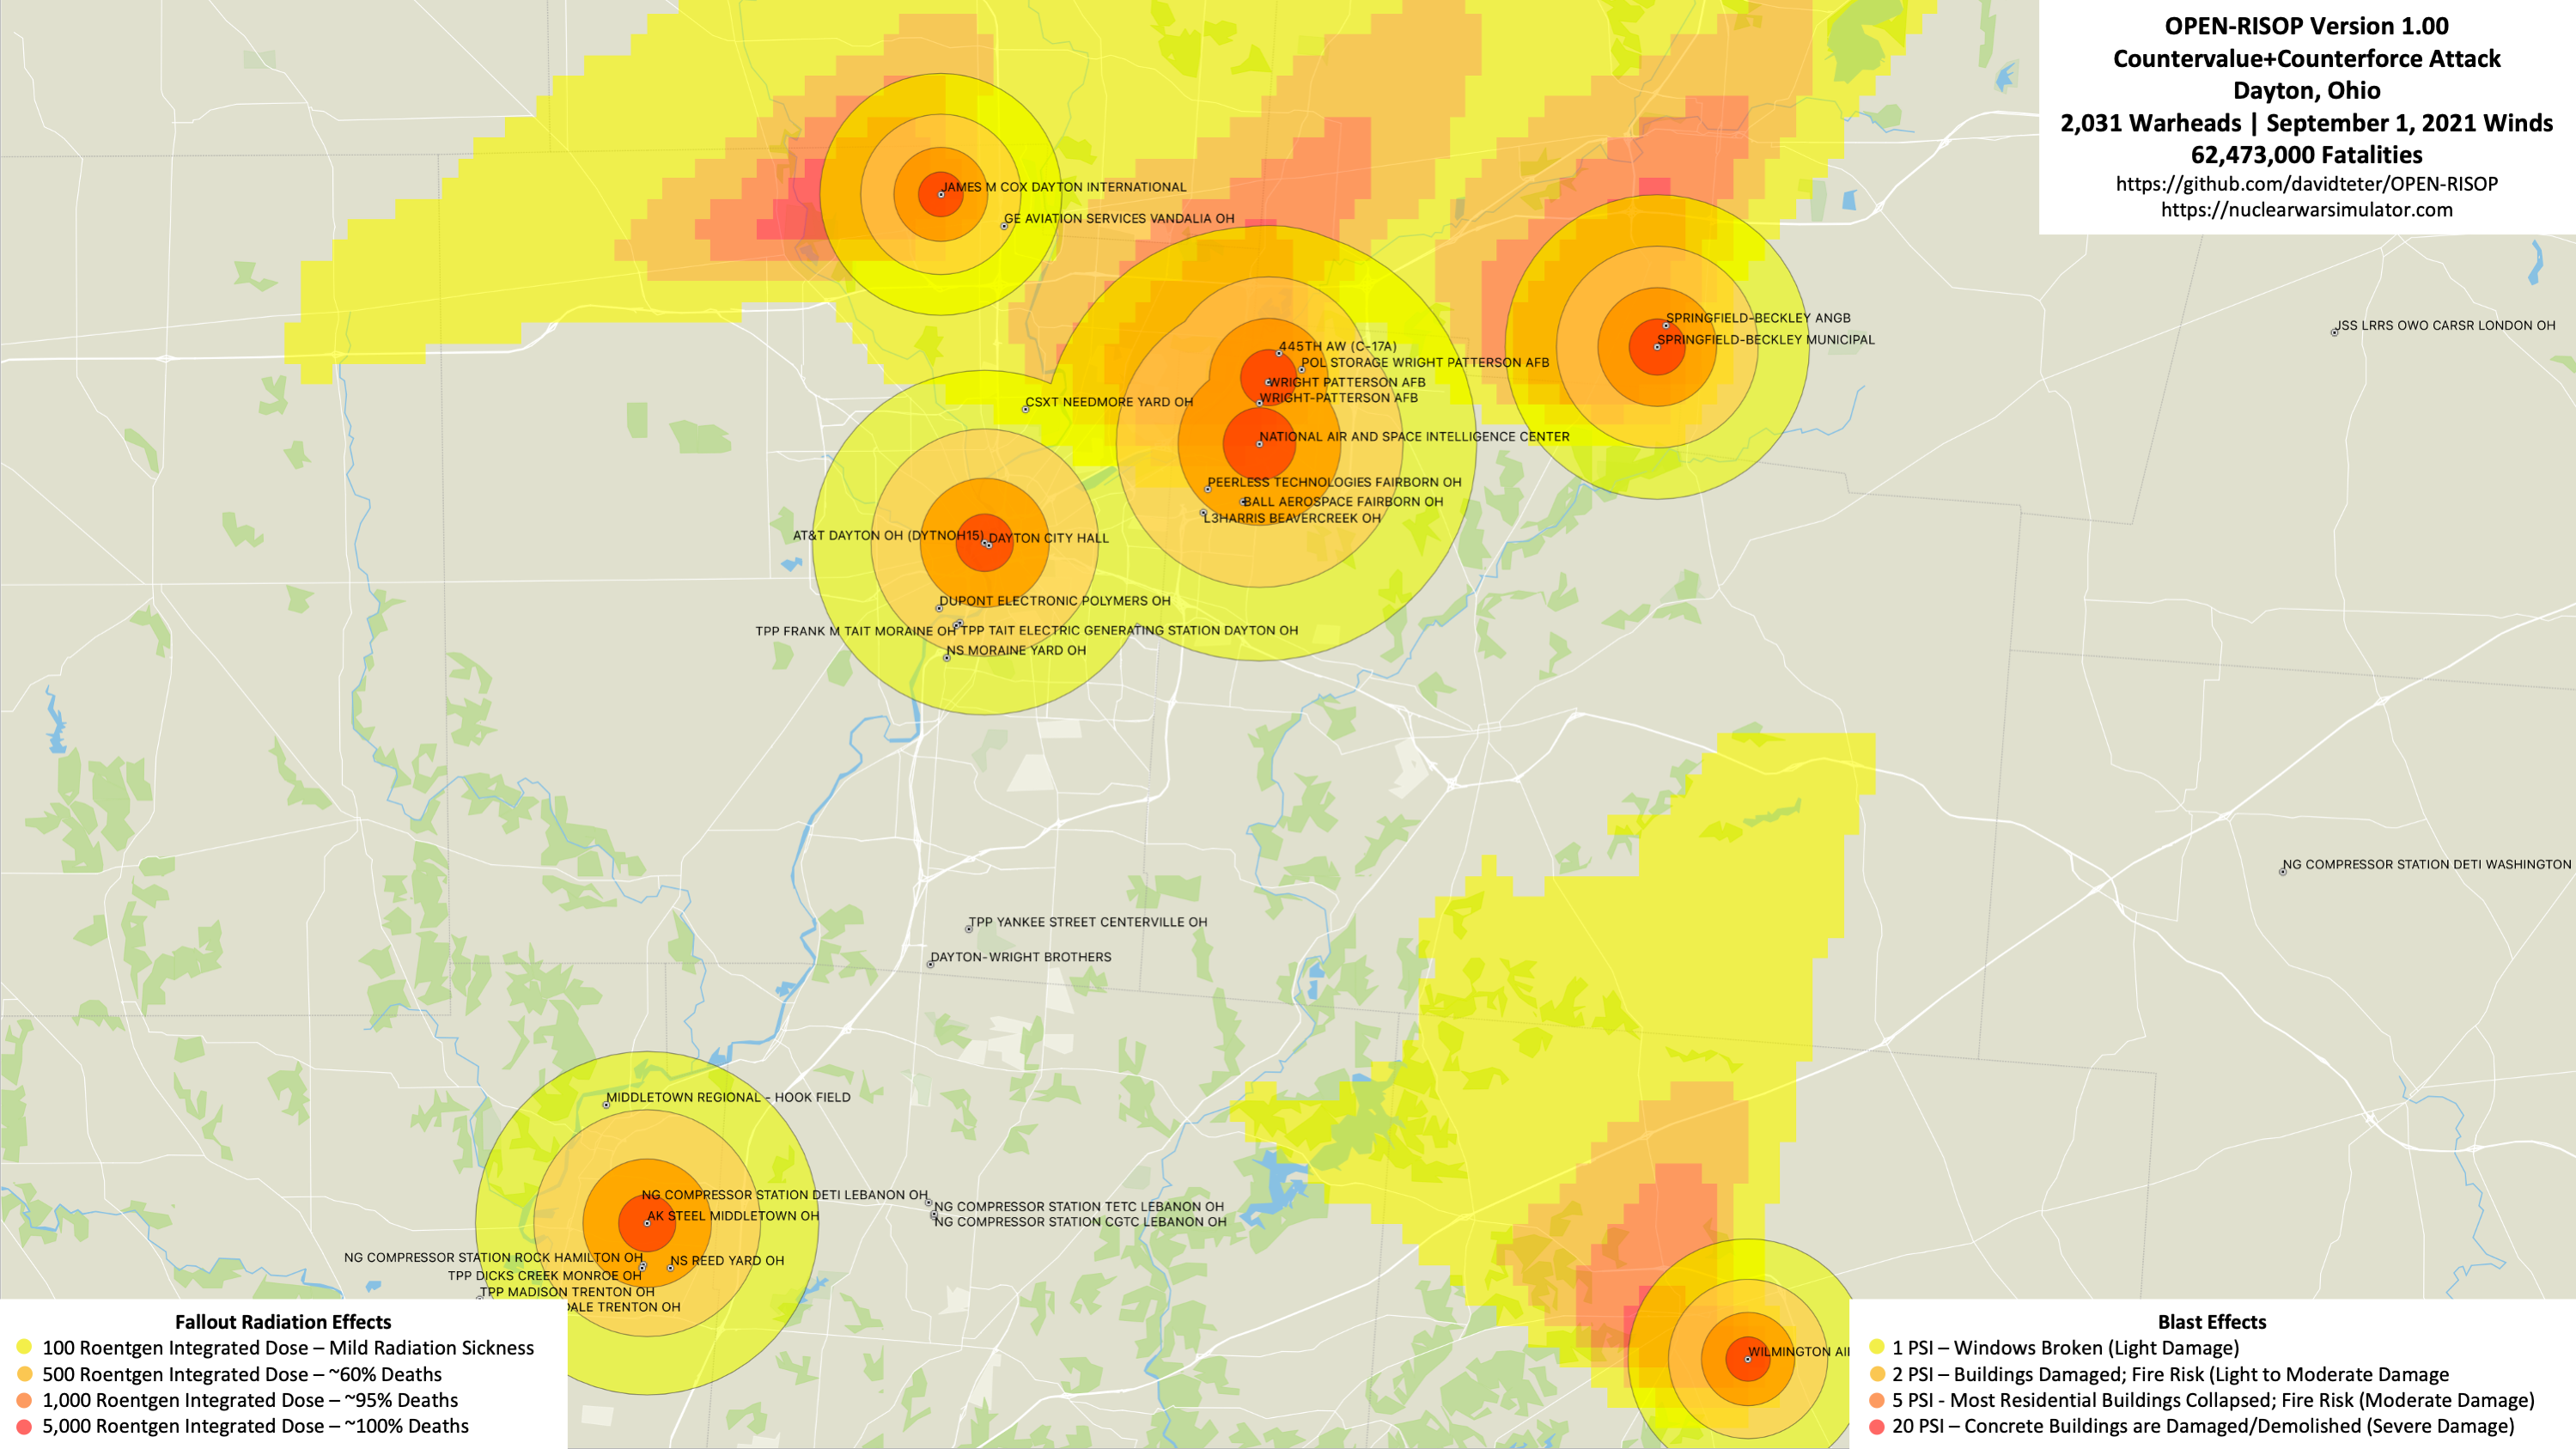 OPEN-RISOP Version 1.00
Countervalue+Counterforce Attack
Dayton, Ohio
2,031 Warheads | September 1, 2021 Winds
62,473,000 Fatalities
https://github.com/davidteter/OPEN-RISOP
https://nuclearwarsimulator.com
JAMES M COX DAYTON INTERNATIONAL
GE AVIATION SERVICES VANDALIA OH
SPRINGFIELD-BECKLEY ANGB
SPRINGFIELD-BECKLEY MUNICIPAL
JSS LRRS OWO CARSR LONDON OH
445TH AW (C-17A)
POL STORAGE WRIGHT PATTERSON AFB
WRIGHT PATTERSON AFB
WRIGHT-PATTERSON AFB
CSXT NEEDMORE YARD OH
NATIONAL AIR AND SPACE INTELLIGENCE CENTER
PEERLESS TECHNOLOGIES FAIRBORN OH
BALL AEROSPACE FAIRBORN OH
L3HARRIS BEAVERCREEK OH
AT&T DAYTON OH (DYTNOH15)
DAYTON CITY HALL
DUPONT ELECTRONIC POLYMERS OH
TPP FRANK M TAIT MORAINE OH
TPP TAIT ELECTRIC GENERATING STATION DAYTON OH
NS MORAINE YARD OH
NG COMPRESSOR STATION DETI WASHINGTON
TPP YANKEE STREET CENTERVILLE OH
DAYTON-WRIGHT BROTHERS
MIDDLETOWN REGIONAL - HOOK FIELD
NG COMPRESSOR STATION DETI LEBANON OH
NG COMPRESSOR STATION TETC LEBANON OH
AK STEEL MIDDLETOWN OH
NG COMPRESSOR STATION CGTC LEBANON OH
NG COMPRESSOR STATION ROCK HAMILTON OH
NS REED YARD OH
TPP DICKS CREEK MONROE OH
TPP MADISON TRENTON OH
DALE TRENTON OH
WILMINGTON AI
Fallout Radiation Effects
100 Roentgen Integrated Dose – Mild Radiation Sickness
500 Roentgen Integrated Dose – ~60% Deaths
1,000 Roentgen Integrated Dose – ~95% Deaths
5,000 Roentgen Integrated Dose – ~100% Deaths
Blast Effects
1 PSI – Windows Broken (Light Damage)
2 PSI – Buildings Damaged; Fire Risk (Light to Moderate Damage
5 PSI - Most Residential Buildings Collapsed; Fire Risk (Moderate Damage)
20 PSI – Concrete Buildings are Damaged/Demolished (Severe Damage)